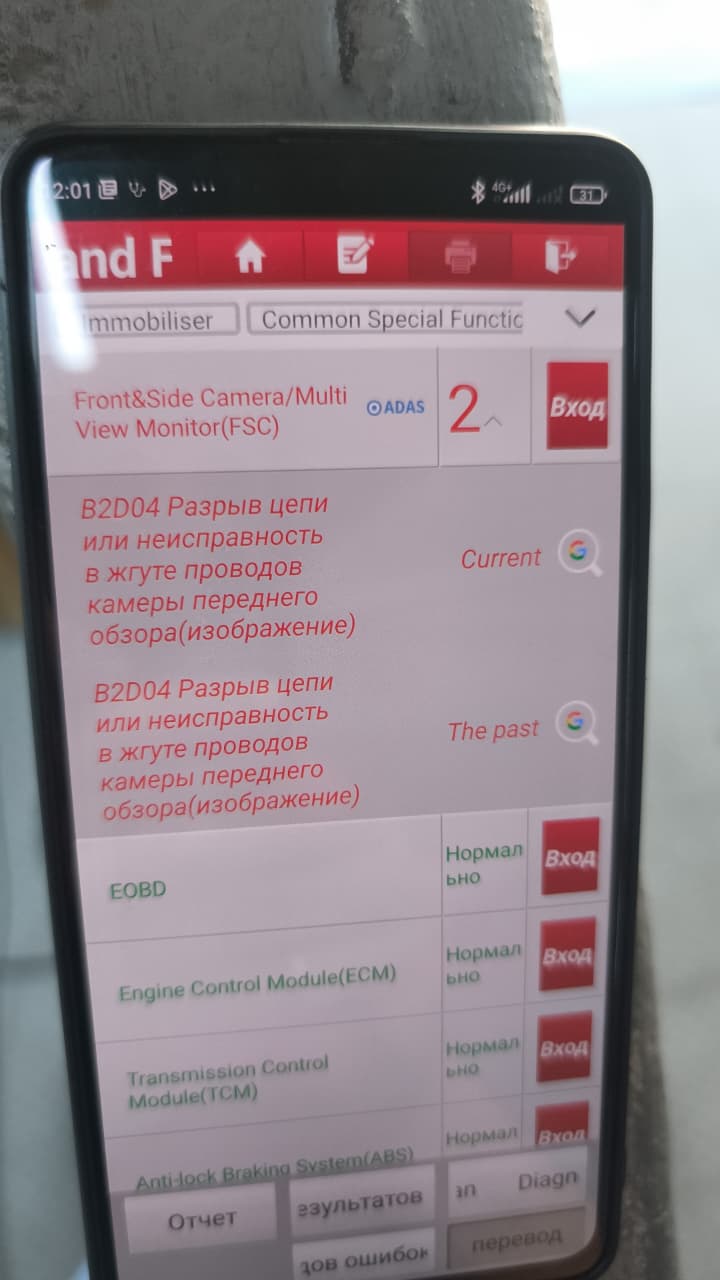 2:01
4G+
31
and F
Immobiliser
Common Special Functic
Front&Side Camera/Multi
View Monitor(FSC)
ADAS
2
Вход
B2D04 Разрыв цепи
или неисправность
в жгуте проводов
камеры переднего
обзора(изображение)
Current
G
B2D04 Разрыв цепи
или неисправность
в жгуте проводов
камеры переднего
обзора(изображение)
The past
G
EOBD
Нормал
ьно
Вход
Engine Control Module(ECM)
Нормал
ьно
Вход
Transmission Control
Module(TCM)
Нормал
ьно
Вход
Anti-lock Braking System(ABS)
Нормал
Вход
Отчет
езультатов
ап
Diagn
дов ошибок
перевод